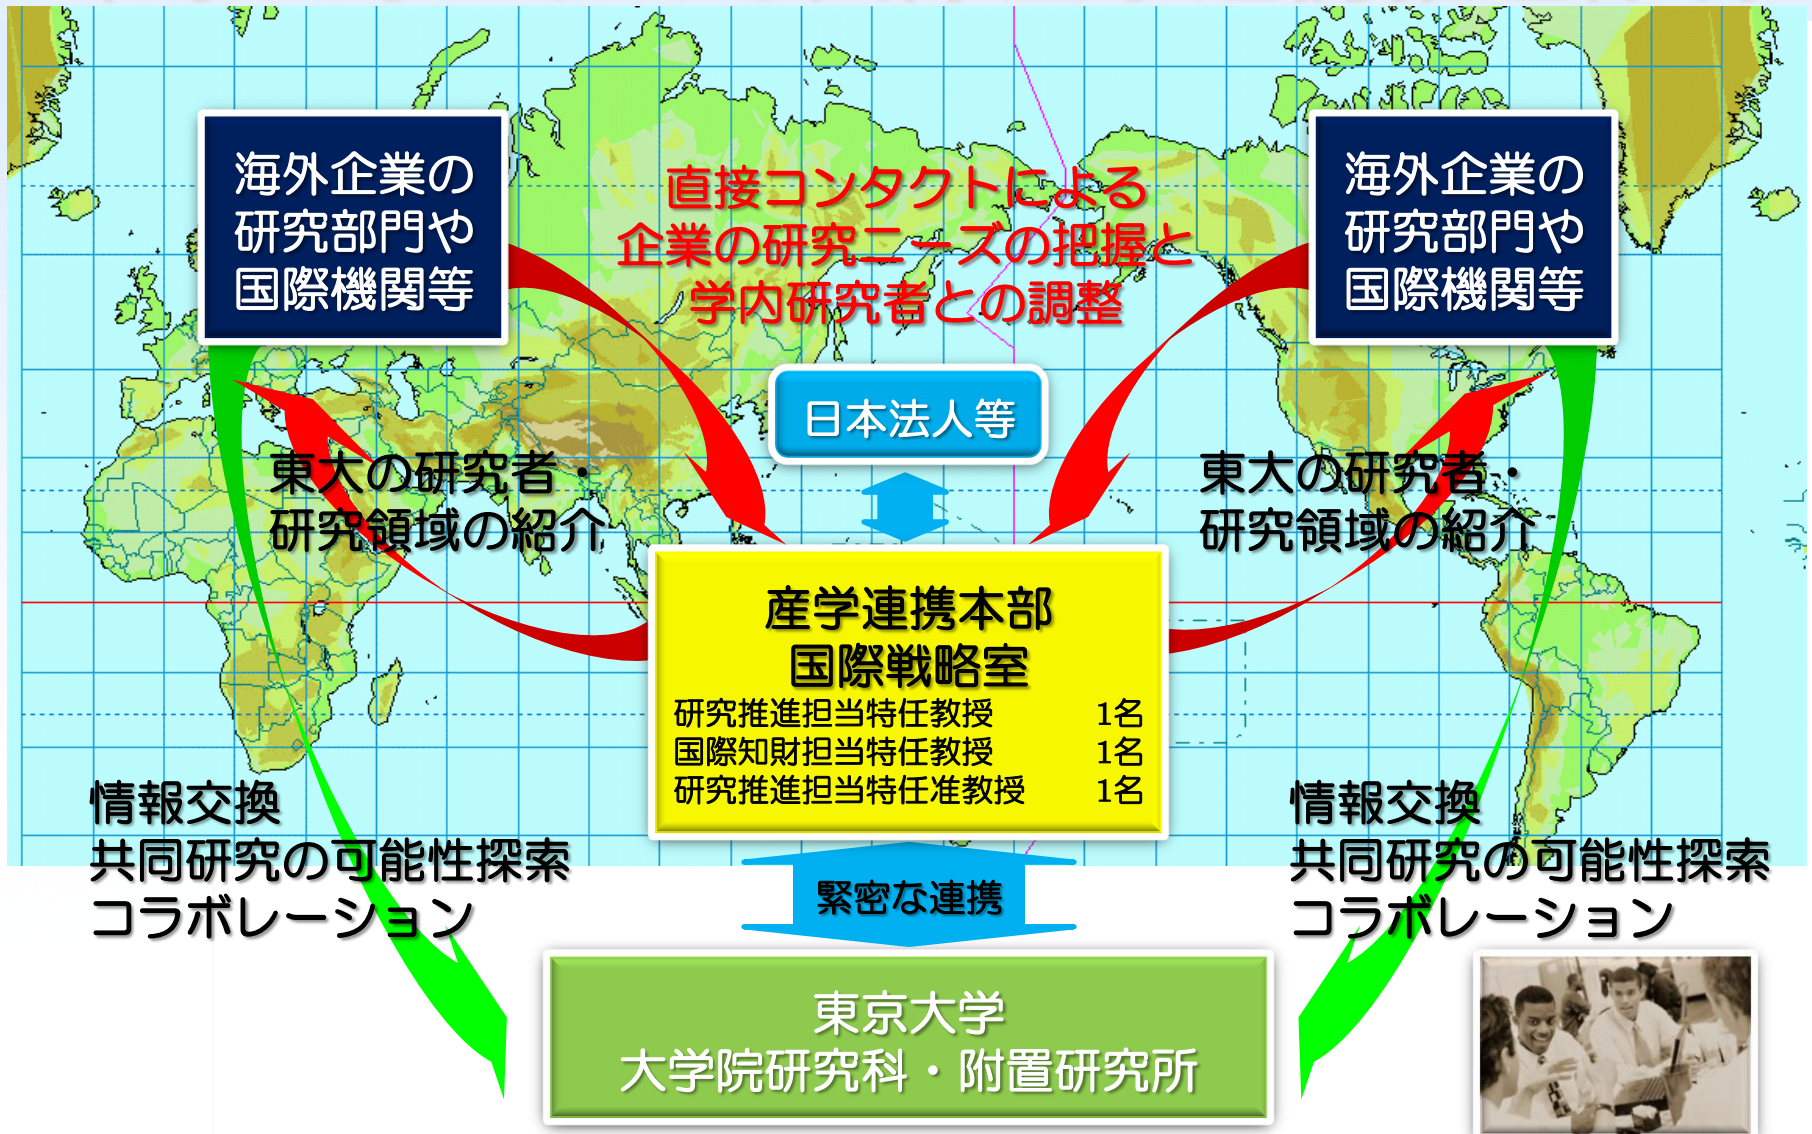 海外企業の
研究部門や
国際機関等
直接コンタクトによる
企業の研究ニーズの把握と
学内研究者との調整
海外企業の
研究部門や
国際機関等
日本法人等
東大の研究者・
研究領域の紹介
東大の研究者・
研究領域の紹介
産学連携本部
国際戦略室
研究推進担当特任教授 1名
国際知財担当特任教授 1名
研究推進担当特任准教授 1名
情報交換
共同研究の可能性探索
コラボレーション
情報交換
共同研究の可能性探索
コラボレーション
緊密な連携
東京大学
大学院研究科・附置研究所